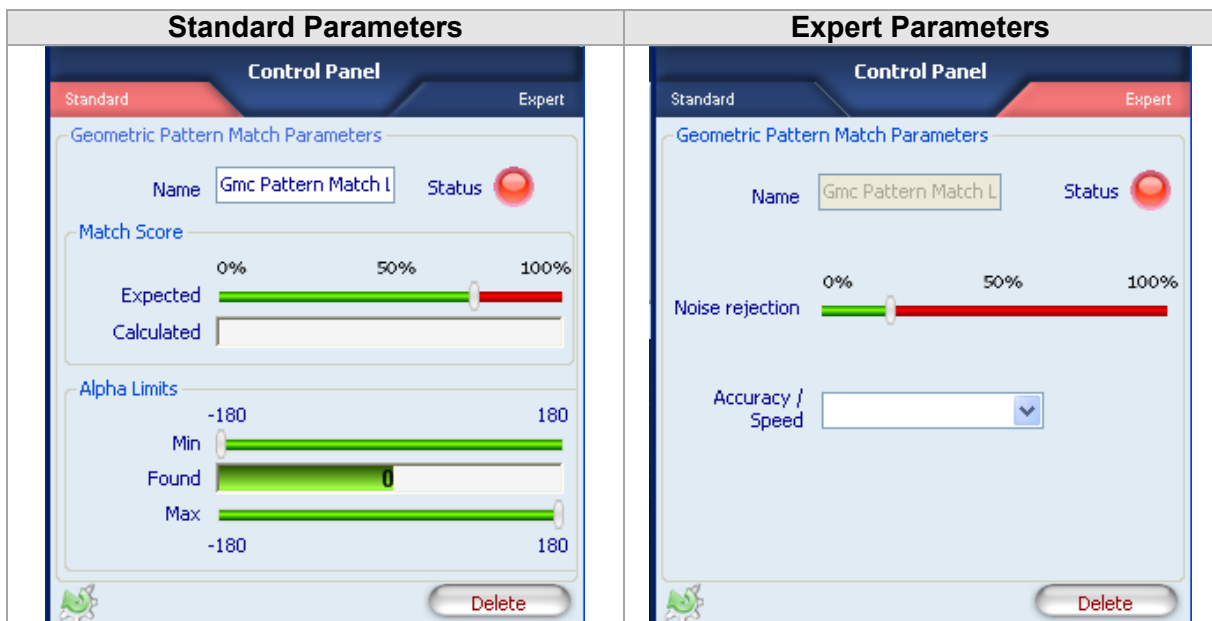 Standard Parameters
Expert Parameters
Control Panel
Standard
Expert
Geometric Pattern Match Parameters
Name
Gmc Pattern Match L
Status
Match Score
0%
50%
100%
Expected
Calculated
Alpha Limits
-180
180
Min
Found
0
Max
-180
180
Delete
Control Panel
Standard
Expert
Geometric Pattern Match Parameters
Name
Gmc Pattern Match L
Status
0%
50%
100%
Noise rejection
Accuracy /
Speed
Delete